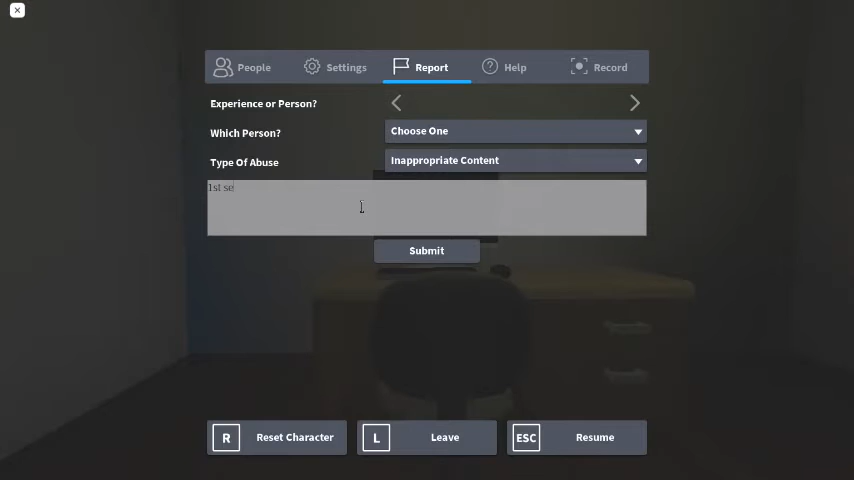 People Settings Report Help Record
Experience or Person?
Which Person? Choose One
Type Of Abuse Inappropriate Content
1st se
Submit
R Reset Character L Leave ESC Resume